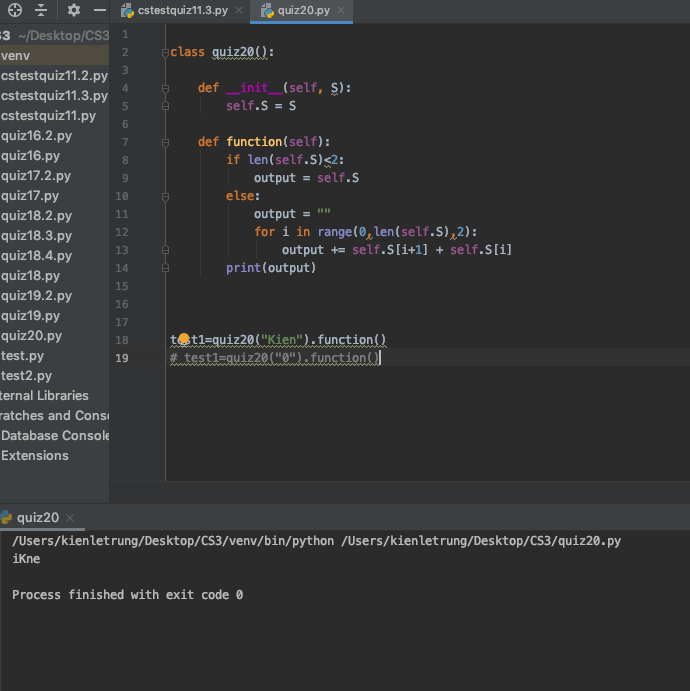 cstestquiz11.3.py
quiz20.py
S3 ~/Desktop/CS3
venv
cstestquiz11.2.py
cstestquiz11.3.py
cstestquiz11.py
quiz16.2.py
quiz16.py
quiz17.2.py
quiz17.py
quiz18.2.py
quiz18.3.py
quiz18.4.py
quiz18.py
quiz19.2.py
quiz19.py
quiz20.py
test.py
test2.py
ternal Libraries
ratches and Conso
Database Console
Extensions
1
2 class quiz20():
3
4 def __init__(self, S):
5 self.S = S
6
7 def function(self):
8 if len(self.S)<2:
9 output = self.S
10 else:
11 output = ""
12 for i in range(0,len(self.S),2):
13 output += self.S[i+1] + self.S[i]
14 print(output)
15
16
17
18 test1=quiz20("Kien").function()
19 # test1=quiz20("0").function()
quiz20
/Users/kienletrung/Desktop/CS3/venv/bin/python /Users/kienletrung/Desktop/CS3/quiz20.py
iKne
Process finished with exit code 0